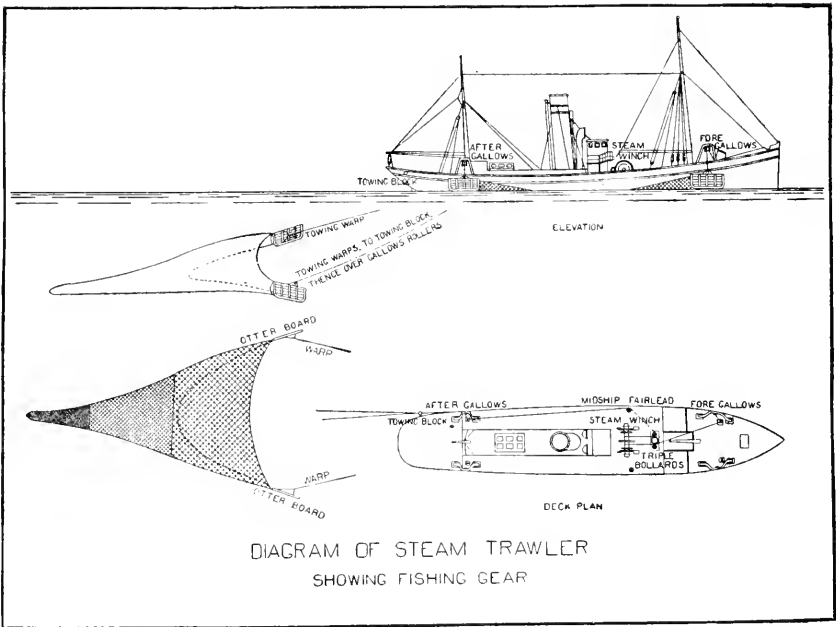 AFTER
GALLOWS
STEAM
WINCH
FORE
GALLOWS
TOWING BLOCK
ELEVATION
TOWING WARP
TOWING WARPS, TO TOWING BLOCK,
THENCE OVER GALLOWS ROLLERS
OTTER BOARD
WARP
AFTER GALLOWS
MIDSHIP FAIRLEAD
FORE GALLOWS
TOWING BLOCK
STEAM WINCH
TRIPLE
BOLLARDS
WARP
OTTER BOARD
DECK PLAN
DIAGRAM OF STEAM TRAWLER
SHOWING FISHING GEAR